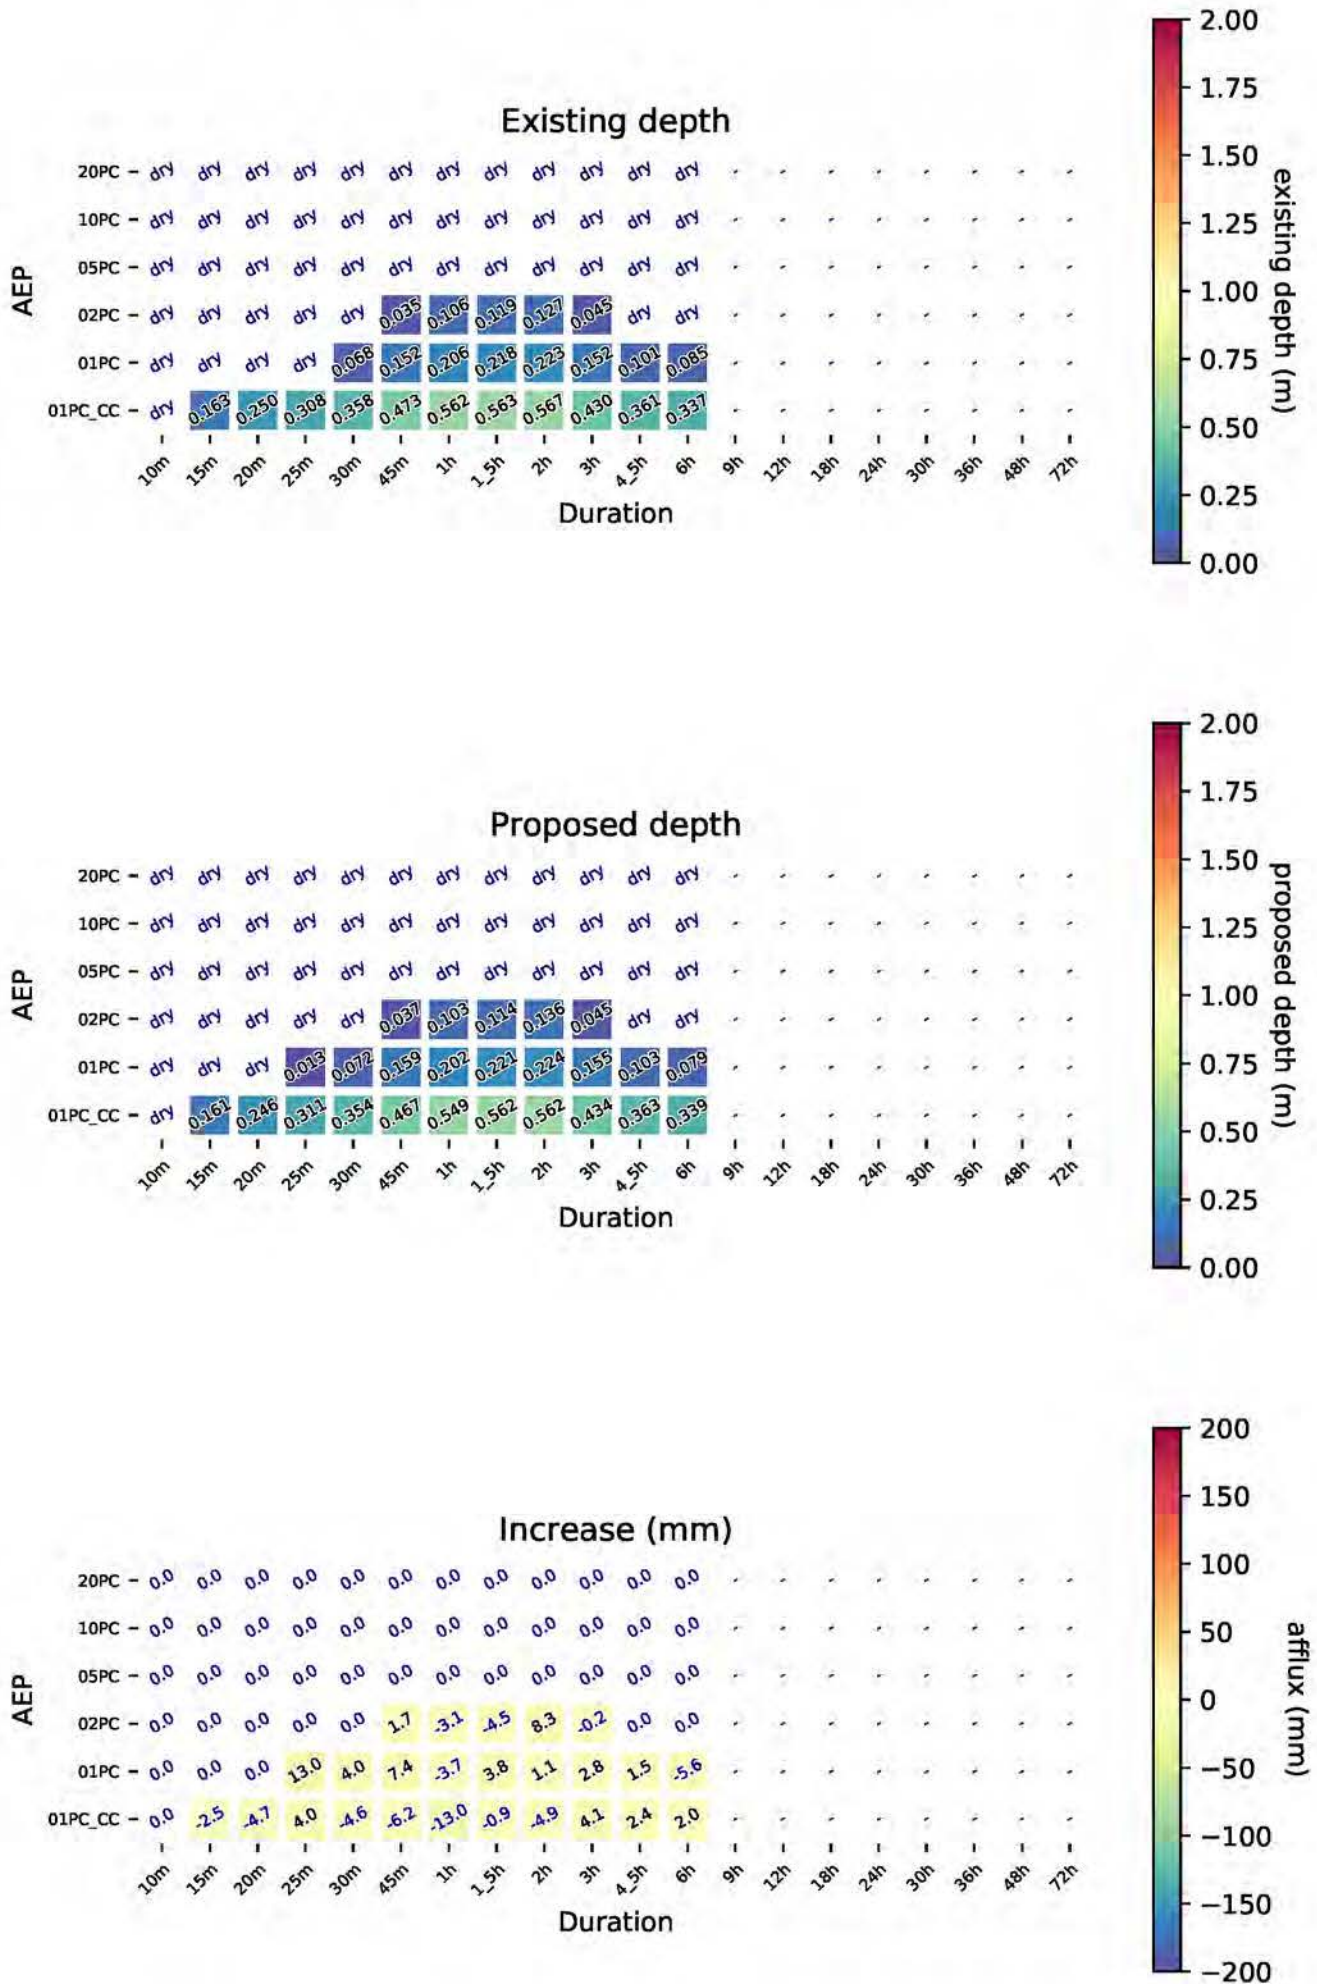 Existing depth
AEP
20PC dry dry dry dry dry dry dry dry dry dry dry dry - - - - - - - -
10PC dry dry dry dry dry dry dry dry dry dry dry dry - - - - - - - -
05PC dry dry dry dry dry dry dry dry dry dry dry dry - - - - - - - -
02PC dry dry dry dry dry 0.035 0.106 0.119 0.127 0.045 dry dry - - - - - - - -
01PC dry dry dry dry 0.068 0.152 0.206 0.218 0.223 0.152 0.101 0.085 - - - - - - - -
01PC_CC dry 0.163 0.250 0.308 0.358 0.473 0.562 0.563 0.567 0.430 0.361 0.337 - - - - - - - -
10m 15m 20m 25m 30m 45m 1h 1_5h 2h 3h 4_5h 6h 9h 12h 18h 24h 30h 36h 48h 72h
Duration
2.00
1.75
1.50
1.25
1.00
0.75
0.50
0.25
0.00
existing depth (m)
Proposed depth
AEP
20PC dry dry dry dry dry dry dry dry dry dry dry dry - - - - - - - -
10PC dry dry dry dry dry dry dry dry dry dry dry dry - - - - - - - -
05PC dry dry dry dry dry dry dry dry dry dry dry dry - - - - - - - -
02PC dry dry dry dry dry 0.037 0.103 0.114 0.136 0.045 dry dry - - - - - - - -
01PC dry dry dry 0.013 0.072 0.159 0.202 0.221 0.224 0.155 0.103 0.079 - - - - - - - -
01PC_CC dry 0.161 0.246 0.311 0.354 0.467 0.549 0.562 0.562 0.434 0.363 0.339 - - - - - - - -
10m 15m 20m 25m 30m 45m 1h 1_5h 2h 3h 4_5h 6h 9h 12h 18h 24h 30h 36h 48h 72h
Duration
2.00
1.75
1.50
1.25
1.00
0.75
0.50
0.25
0.00
proposed depth (m)
Increase (mm)
AEP
20PC 0.0 0.0 0.0 0.0 0.0 0.0 0.0 0.0 0.0 0.0 0.0 0.0 - - - - - - - -
10PC 0.0 0.0 0.0 0.0 0.0 0.0 0.0 0.0 0.0 0.0 0.0 0.0 - - - - - - - -
05PC 0.0 0.0 0.0 0.0 0.0 0.0 0.0 0.0 0.0 0.0 0.0 0.0 - - - - - - - -
02PC 0.0 0.0 0.0 0.0 0.0 1.7 -3.1 -4.5 8.3 -0.2 0.0 0.0 - - - - - - - -
01PC 0.0 0.0 0.0 13.0 4.0 7.4 -3.7 3.8 1.1 2.8 1.5 -5.6 - - - - - - - -
01PC_CC 0.0 -2.5 -4.7 4.0 -4.6 -6.2 -13.0 -0.9 -4.9 4.1 2.4 2.0 - - - - - - - -
10m 15m 20m 25m 30m 45m 1h 1_5h 2h 3h 4_5h 6h 9h 12h 18h 24h 30h 36h 48h 72h
Duration
200
150
100
50
0
−50
−100
−150
−200
afflux (mm)